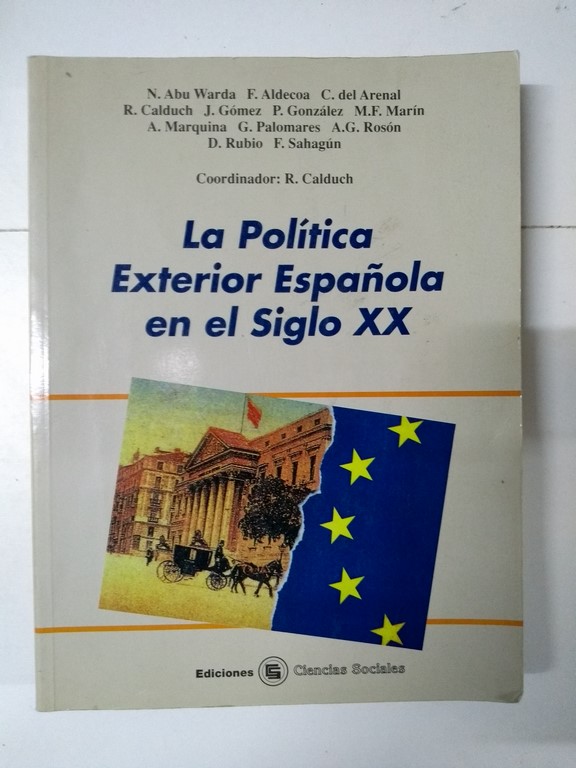 N. Abu Warda F. Aldecoa C. del Arenal
R. Calduch J. Gómez P. González M.F. Marín
A. Marquina G. Palomares A.G. Rosón
D. Rubio F. Sahagún
Coordinador: R. Calduch
La Política
Exterior Española
en el Siglo XX
Ediciones CS Ciencias Sociales